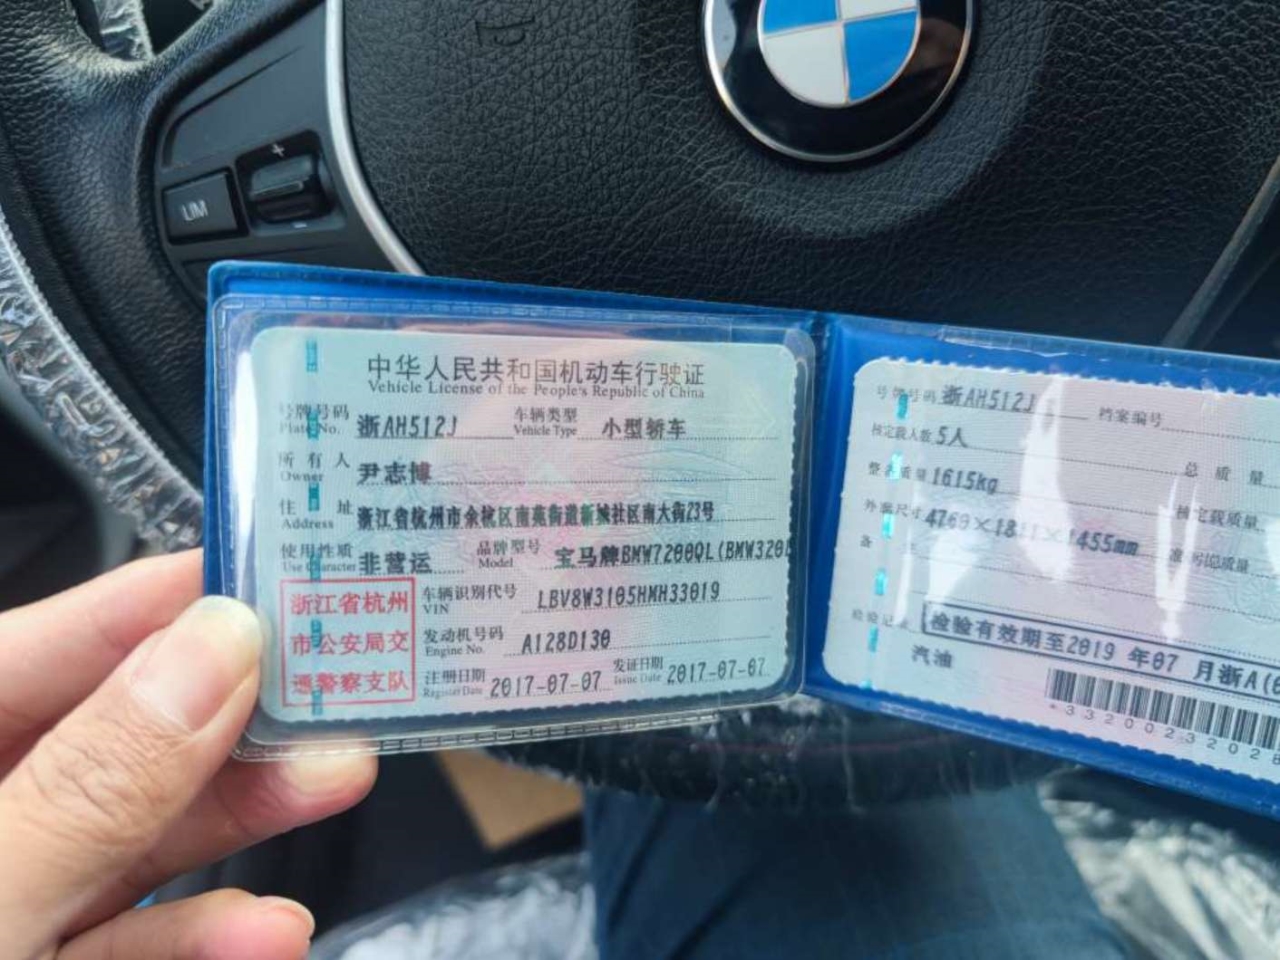 LIM
中华人民共和国机动车行驶证
Vehicle License of the People's Republic of China
号牌号码 浙AH512J 车辆类型 小型轿车
Plate No. Vehicle Type
所有人 尹志博
Owner
住址 浙江省杭州市余杭区南苑街道新城社区南大街23号
Address
使用性质 非营运 品牌型号 宝马牌BMW7200QL(BMW320
Use Character Model
浙江省杭州
市公安局交
通警察支队
车辆识别代号 LBV8W3105HMH33019
VIN
发动机号码 A128D130
Engine No.
注册日期 2017-07-07 发证日期 2017-07-07
Register Date Issue Date
号牌号码 浙AH512J 档案编号
核定载人数 5人 总质量
整备质量 1615kg 核定载质量
外廓尺寸 1455mm
备
检验记录 检验有效期至2019 年07 月浙A(
汽油
*3320023202